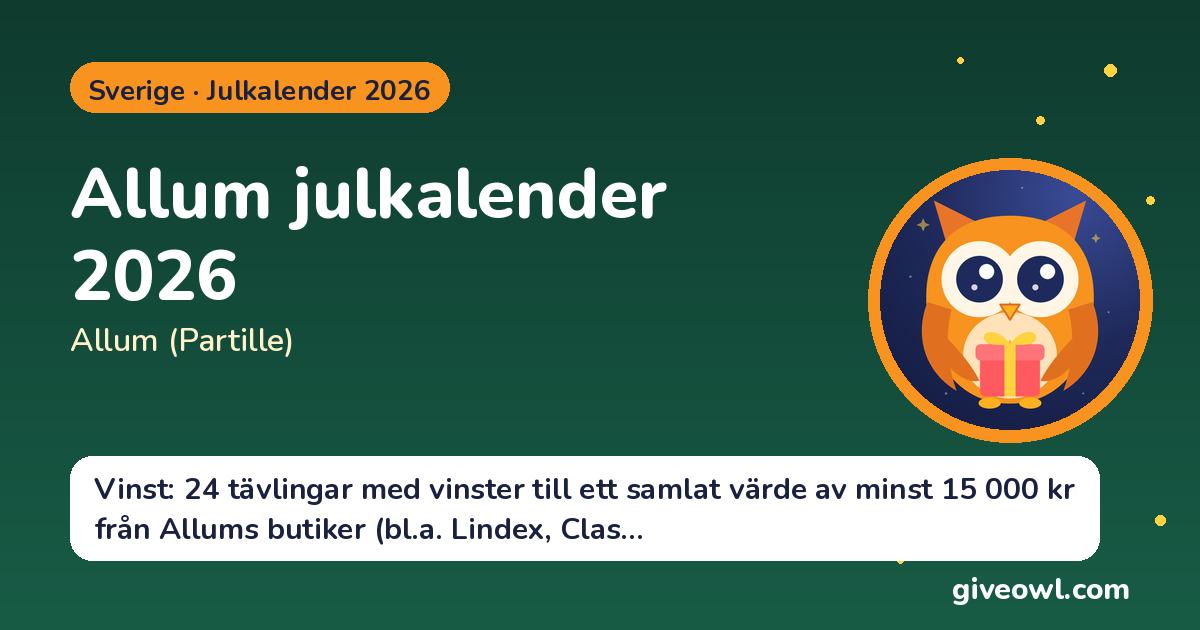 Sverige · Julkalender 2026
Allum julkalender
2026
Allum (Partille)
Vinst: 24 tävlingar med vinster till ett samlat värde av minst 15 000 kr
från Allums butiker (bl.a. Lindex, Clas...
giveowl.com